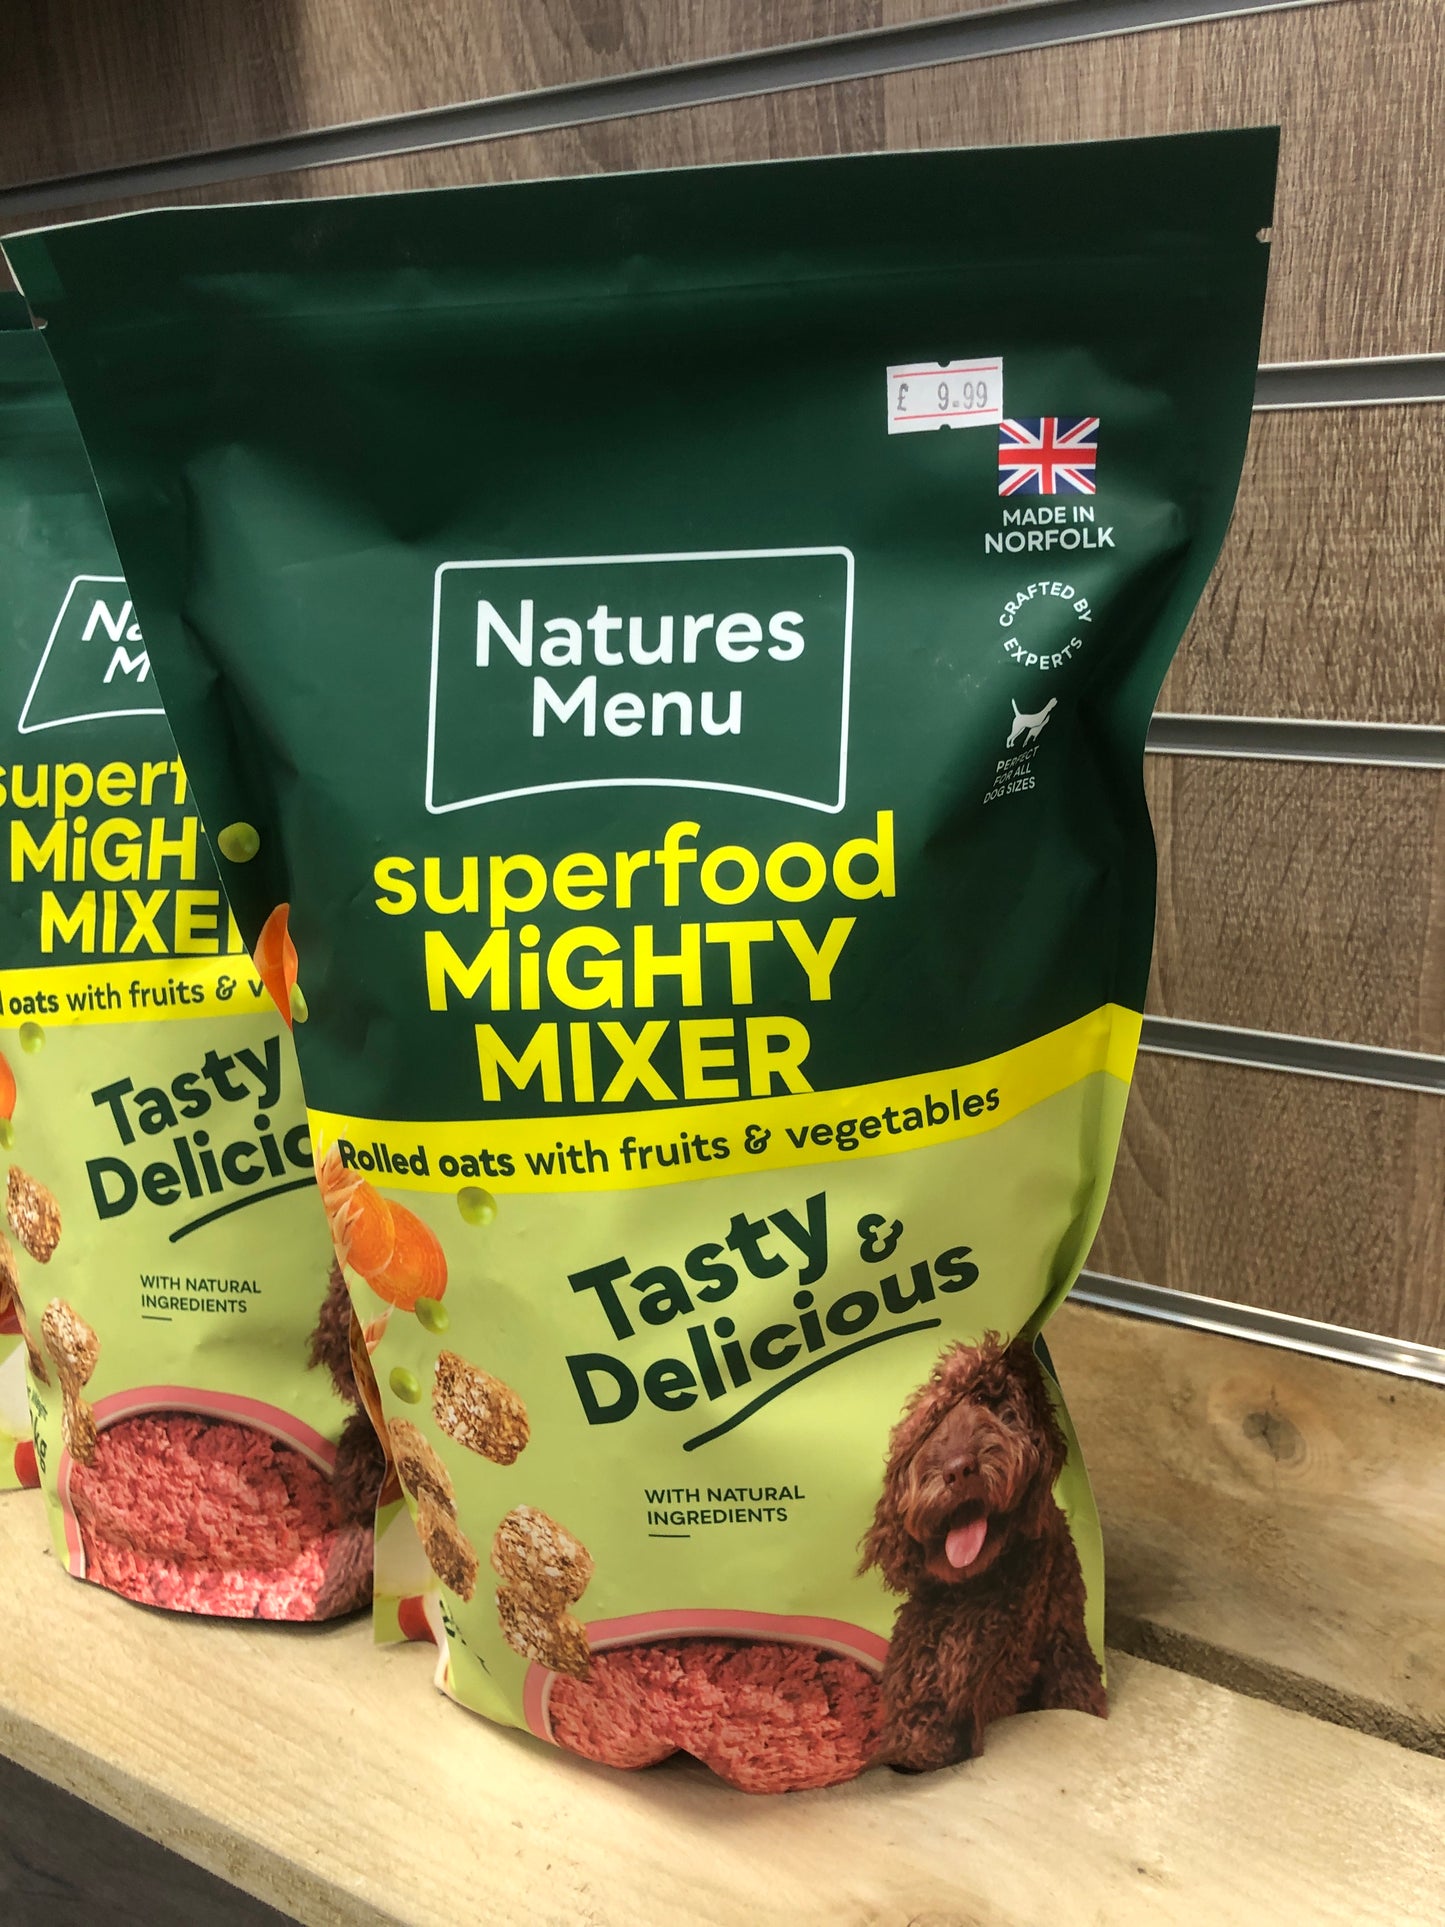 £ 9.99
MADE IN
NORFOLK
CRAFTED BY
EXPERTS
PERFECT
FOR ALL
DOG SIZES
Natures
Menu
superfood
MiGHTY
MIXER
Rolled oats with fruits & vegetables
Tasty &
Delicious
WITH NATURAL
INGREDIENTS
Na
M
superf
MiGH
MIXE
oats with fruits & v
Tasty
Delicio
WITH NATURAL
INGREDIENTS